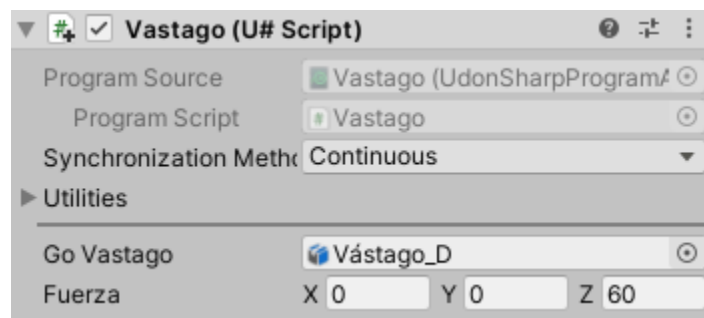 Vastago (U# Script)
Program Source Vastago (UdonSharpProgramA
Program Script Vastago
Synchronization Metho Continuous
Utilities
Go Vastago Vástago_D
Fuerza X 0 Y 0 Z 60